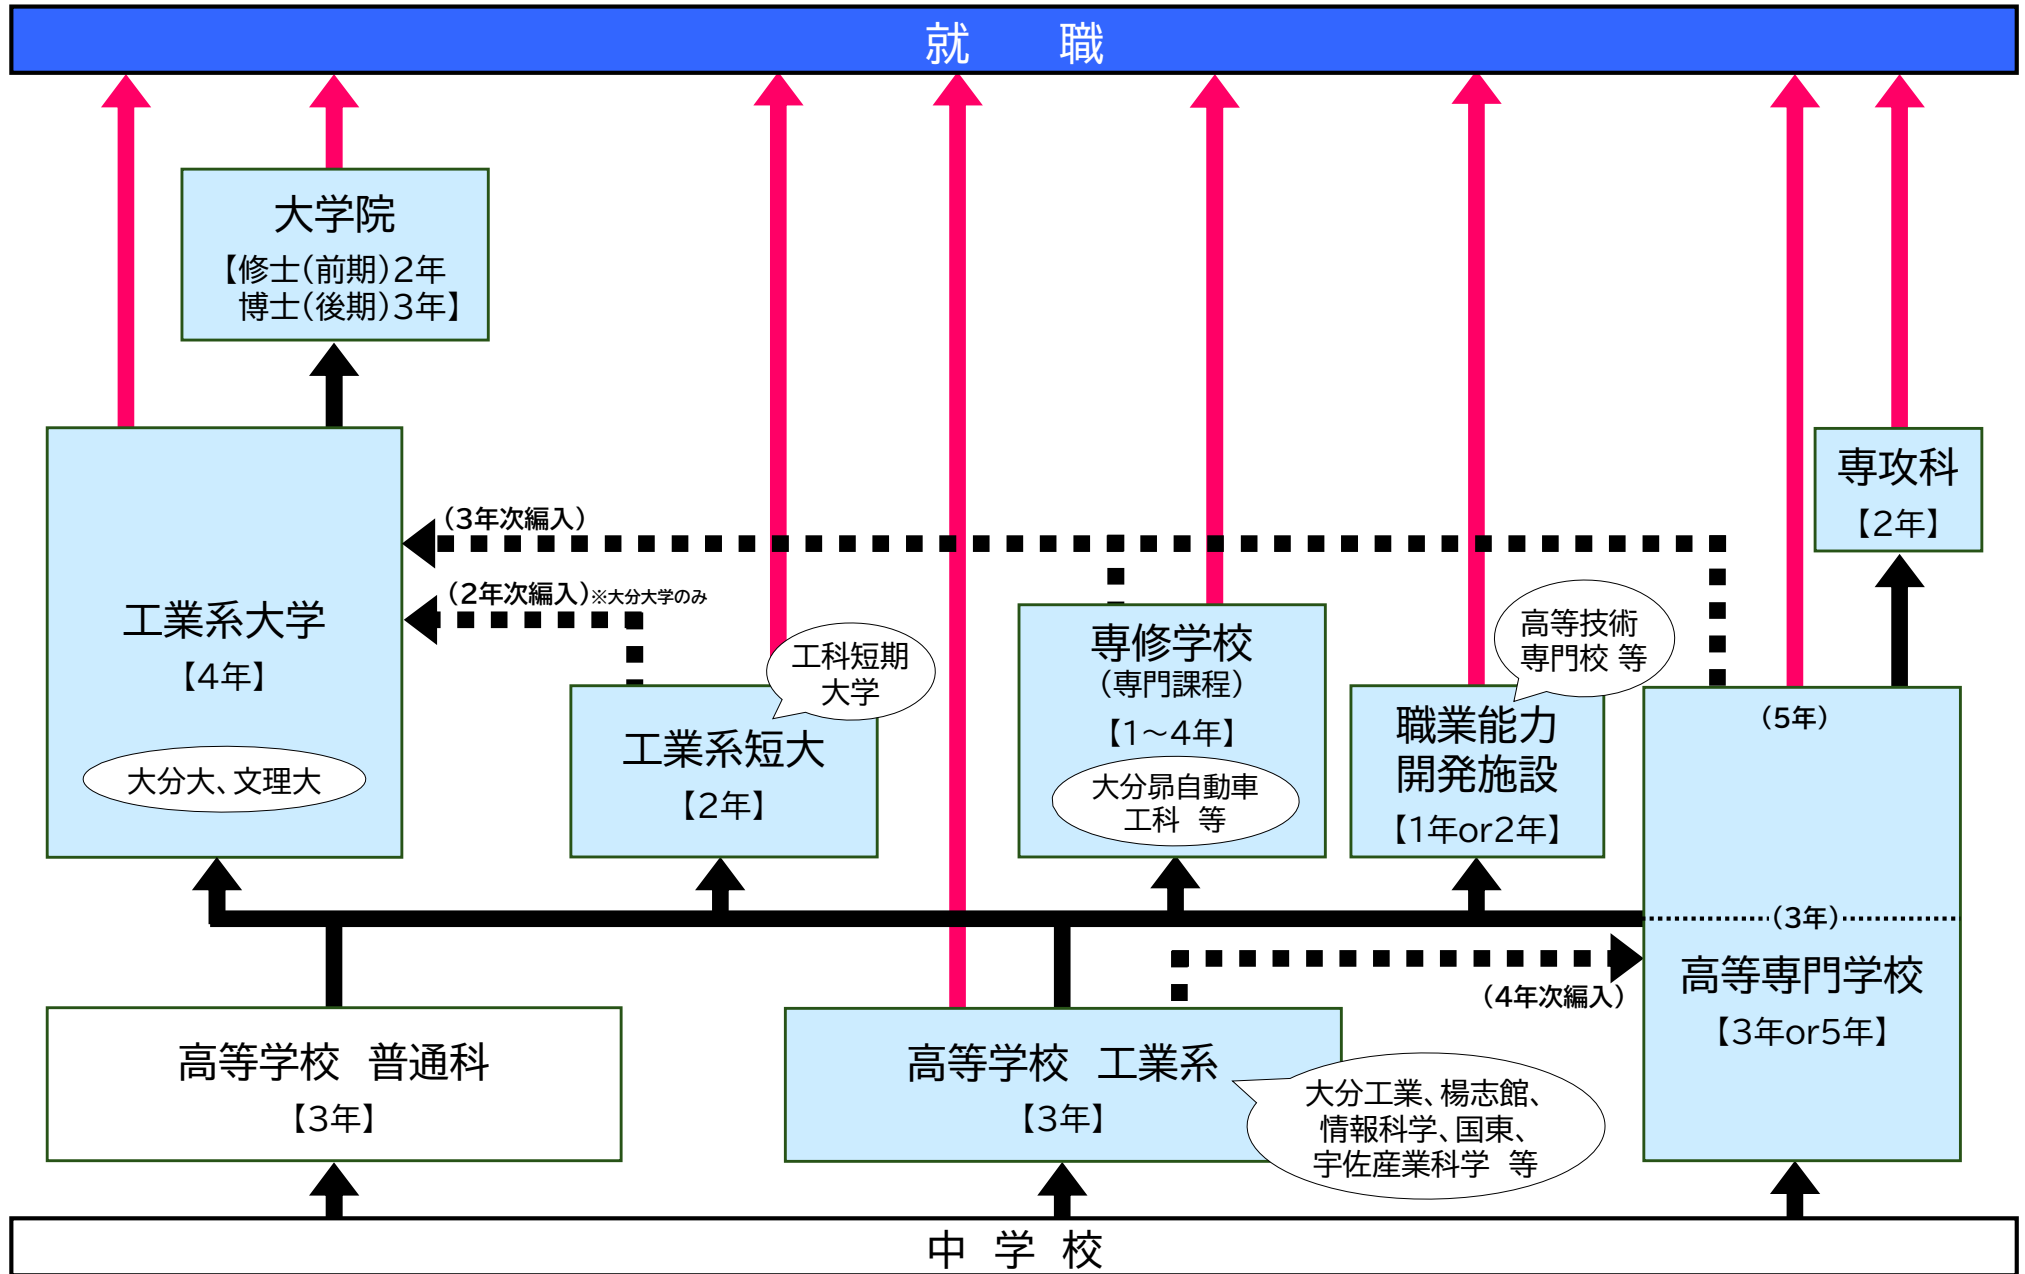 就　職
大学院
【修士(前期)2年
博士(後期)3年】
専攻科
【2年】
(3年次編入)
(2年次編入)※大分大学のみ
工業系大学
【4年】
大分大、文理大
工科短期
大学
工業系短大
【2年】
専修学校
(専門課程)
【1～4年】
大分昴自動車
工科 等
高等技術
専門校 等
職業能力
開発施設
【1年or2年】
(5年)
(3年)
高等専門学校
【3年or5年】
(4年次編入)
高等学校　普通科
【3年】
高等学校　工業系
【3年】
大分工業、楊志館、
情報科学、国東、
宇佐産業科学 等
中 学 校